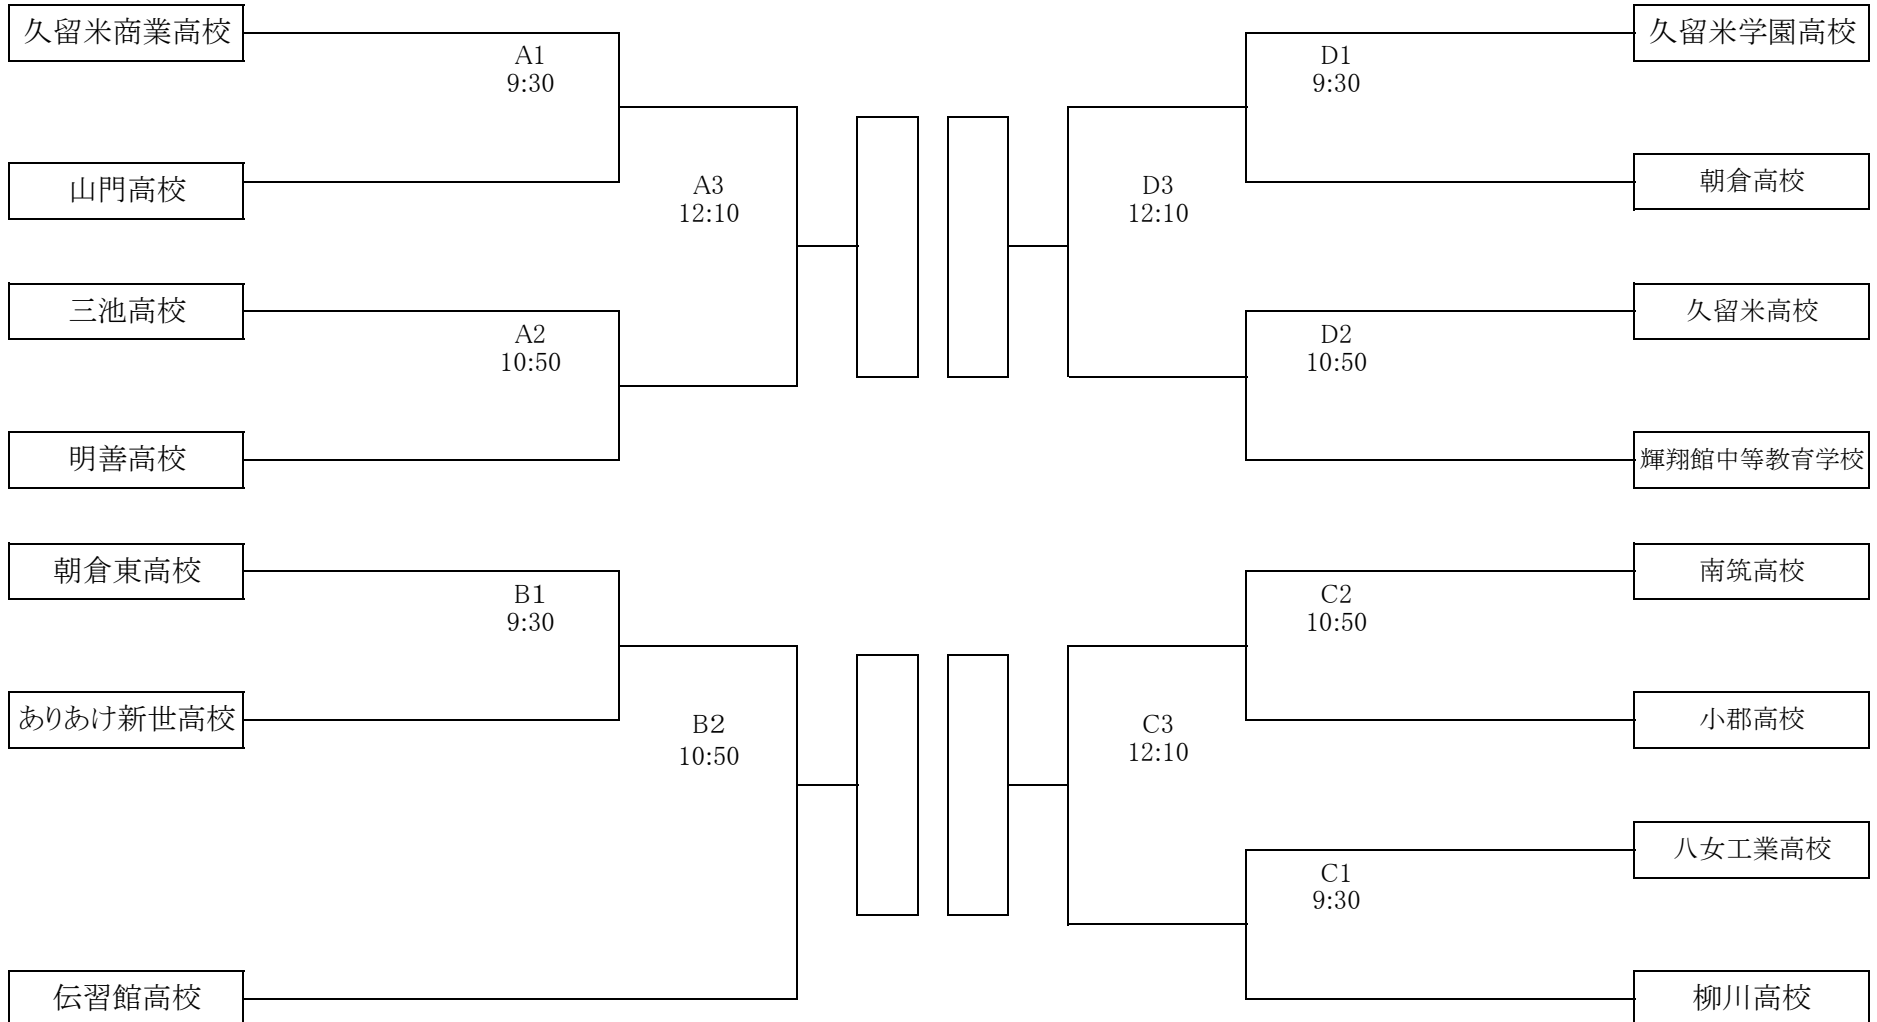 久留米商業高校
A1
9:30
山門高校
A3
12:10
三池高校
A2
10:50
明善高校
久留米学園高校
D1
9:30
朝倉高校
D3
12:10
久留米高校
D2
10:50
輝翔館中等教育学校
朝倉東高校
B1
9:30
ありあけ新世高校
B2
10:50
伝習館高校
南筑高校
C2
10:50
小郡高校
C3
12:10
八女工業高校
C1
9:30
柳川高校